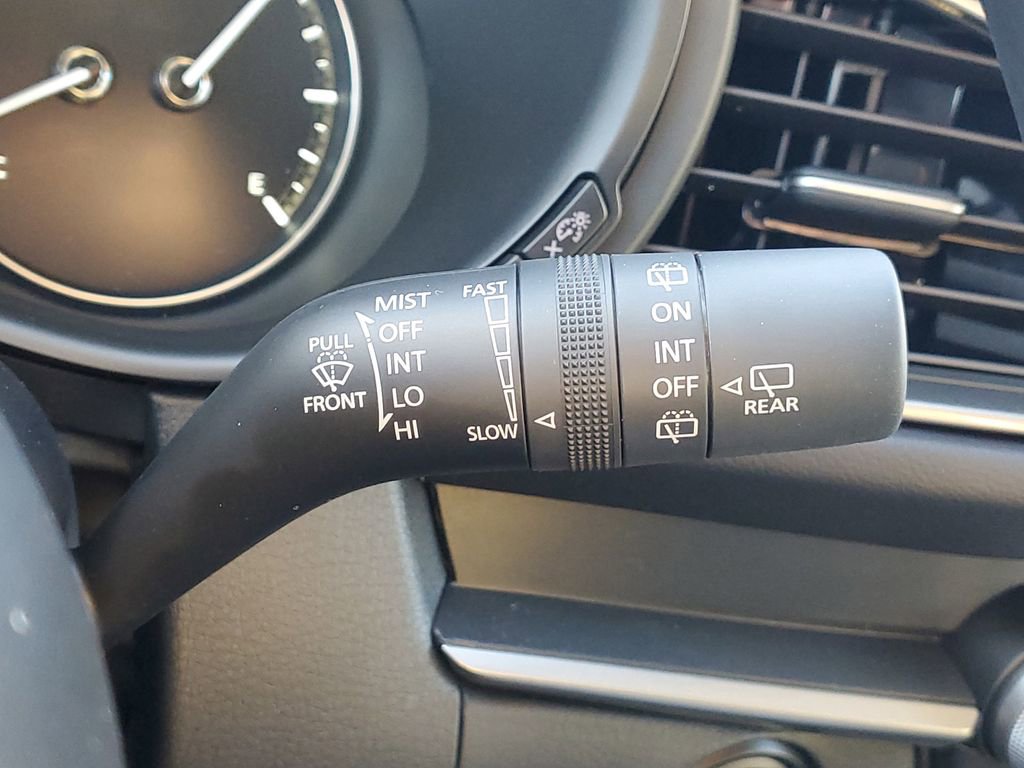 E
+
MIST
OFF
INT
LO
HI
PULL
FRONT
FAST
SLOW
ON
INT
OFF
REAR